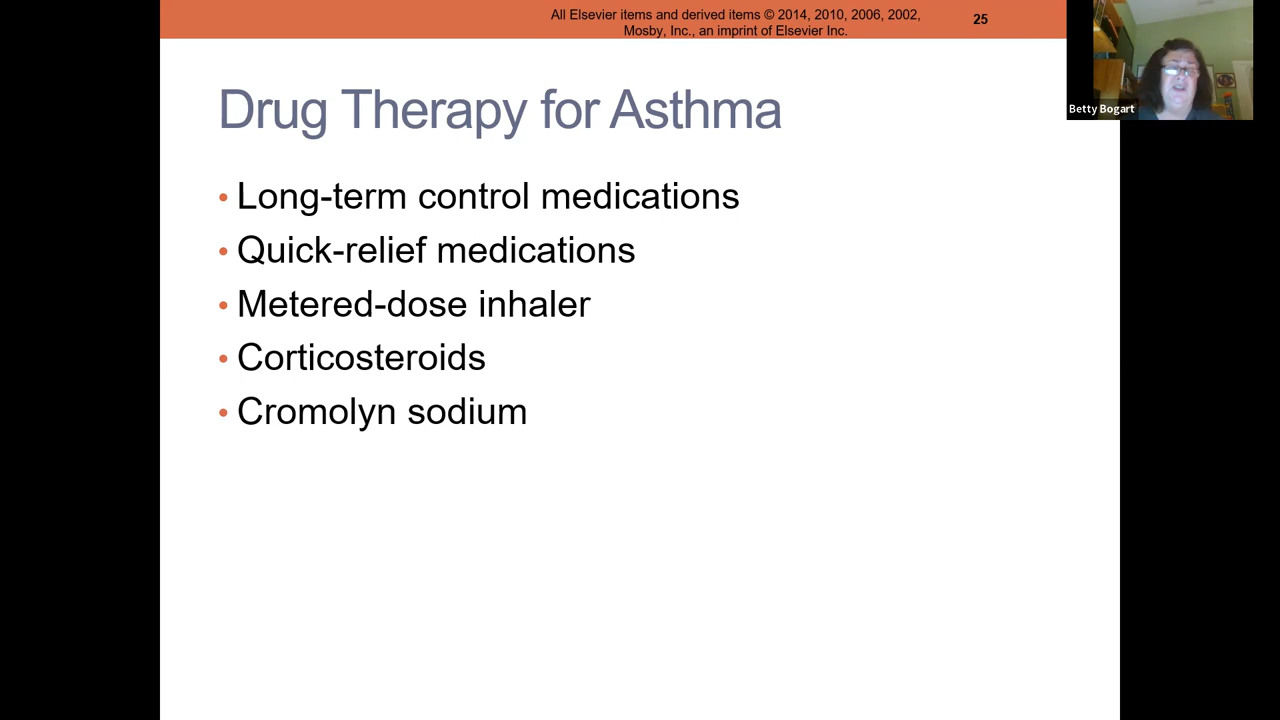 All Elsevier items and derived items © 2014, 2010, 2006, 2002,
Mosby, Inc., an imprint of Elsevier Inc.
25
Betty Bogart
Drug Therapy for Asthma
• Long-term control medications
• Quick-relief medications
• Metered-dose inhaler
• Corticosteroids
• Cromolyn sodium